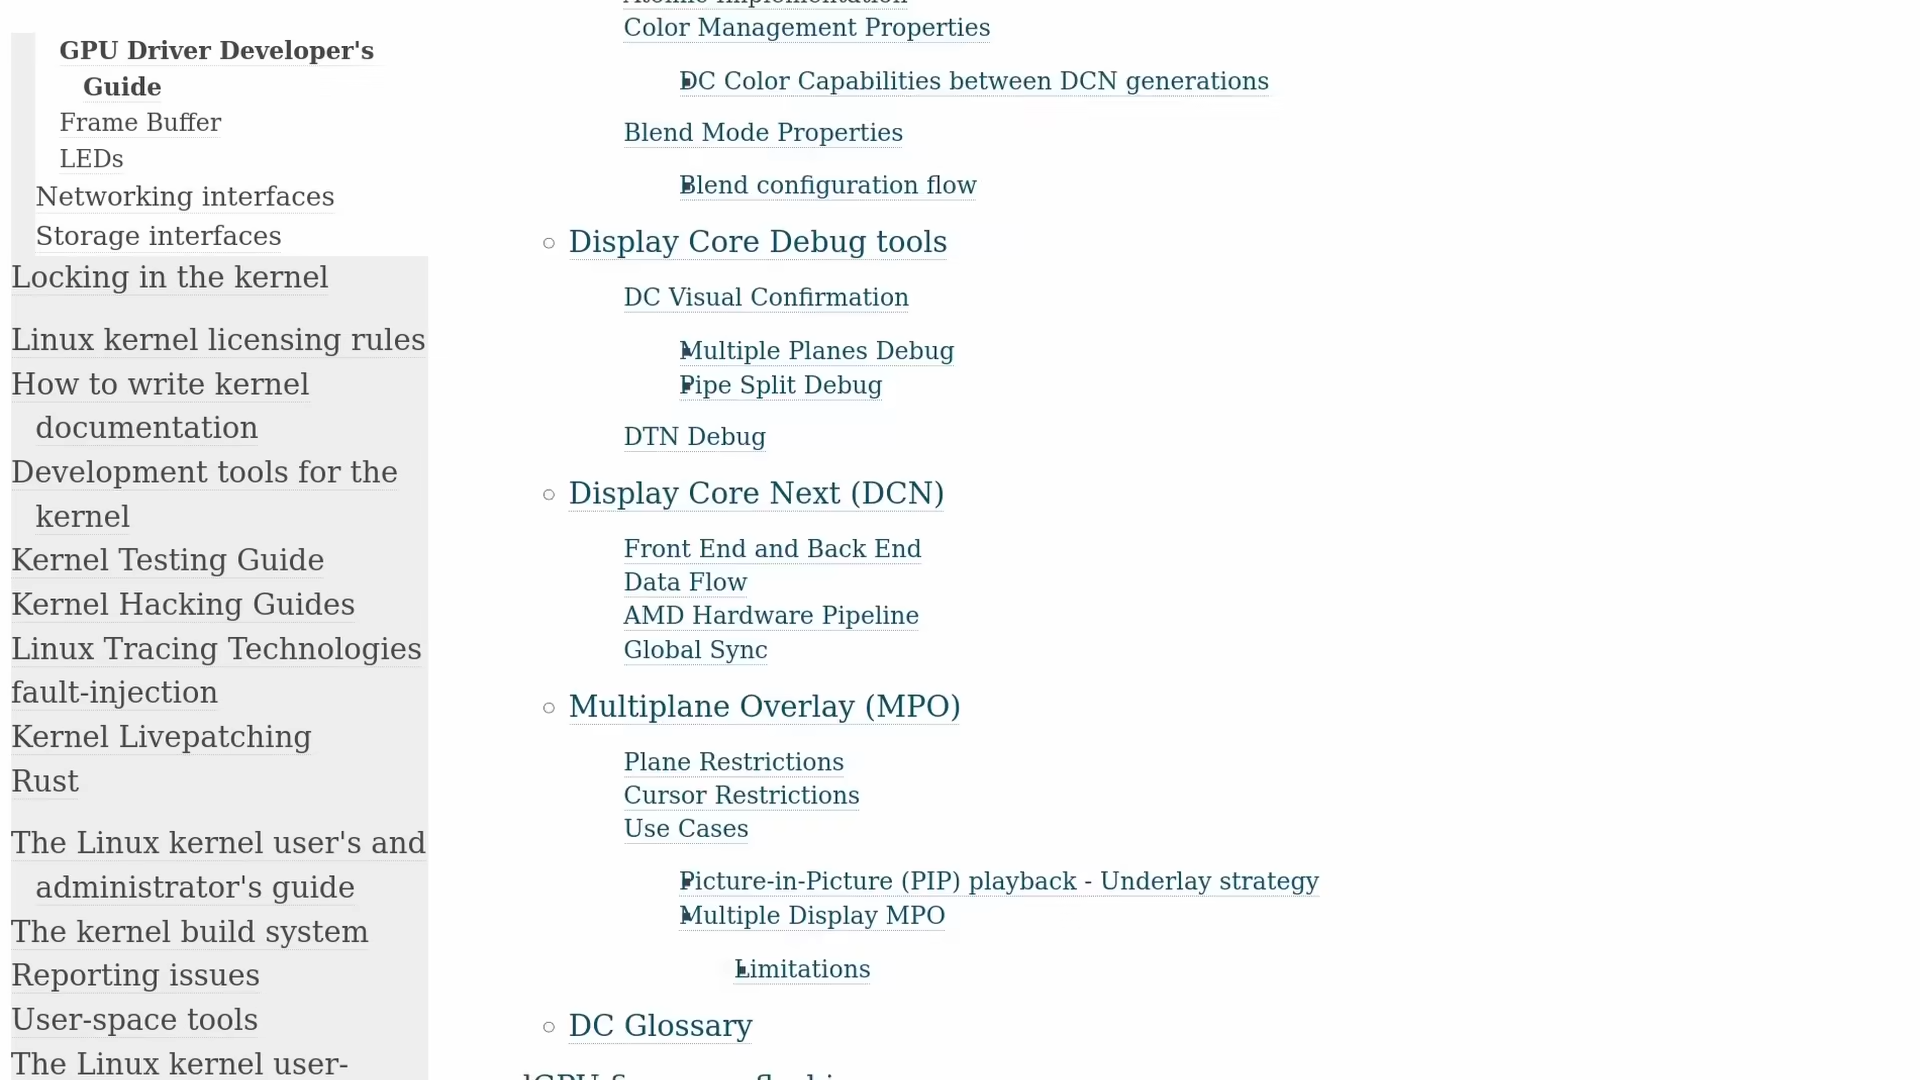 GPU Driver Developer's
Guide
Frame Buffer
LEDs
Networking interfaces
Storage interfaces
Locking in the kernel
Linux kernel licensing rules
How to write kernel
documentation
Development tools for the
kernel
Kernel Testing Guide
Kernel Hacking Guides
Linux Tracing Technologies
fault-injection
Kernel Livepatching
Rust
The Linux kernel user's and
administrator's guide
The kernel build system
Reporting issues
User-space tools
The Linux kernel user-
Color Management Properties
DC Color Capabilities between DCN generations
Blend Mode Properties
Blend configuration flow
Display Core Debug tools
DC Visual Confirmation
Multiple Planes Debug
Pipe Split Debug
DTN Debug
Display Core Next (DCN)
Front End and Back End
Data Flow
AMD Hardware Pipeline
Global Sync
Multiplane Overlay (MPO)
Plane Restrictions
Cursor Restrictions
Use Cases
Picture-in-Picture (PIP) playback - Underlay strategy
Multiple Display MPO
Limitations
DC Glossary